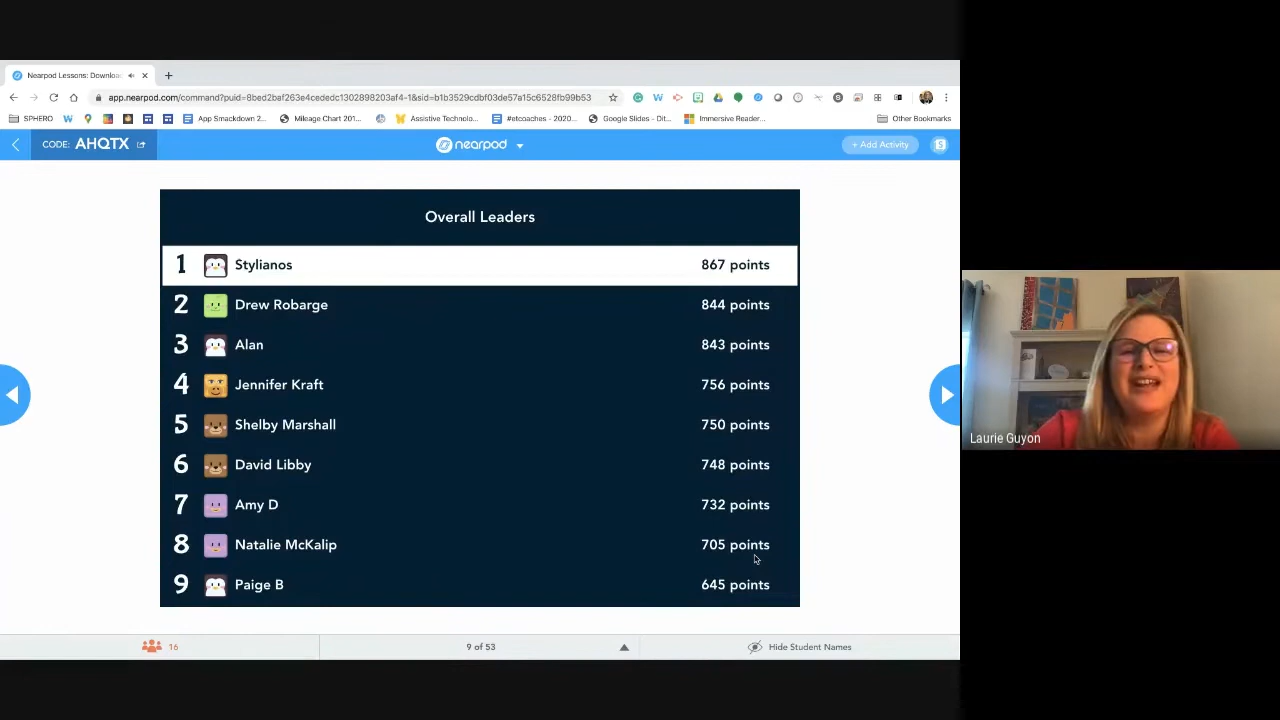 Nearpod Lessons: Downloa
app.nearpod.com/command?puid=8bed2baf263e4cededc1302898203af4-1&sid=b1b3529cdbf03de57a15c6528fb99b53
SPHERO
App Smackdown 2...
Mileage Chart 201...
Assistive Technolo...
#etcoaches - 2020...
Google Slides - Dit...
Immersive Reader...
Other Bookmarks
CODE: AHQTX
nearpod
+ Add Activity
Overall Leaders
1 Stylianos 867 points
2 Drew Robarge 844 points
3 Alan 843 points
4 Jennifer Kraft 756 points
5 Shelby Marshall 750 points
6 David Libby 748 points
7 Amy D 732 points
8 Natalie McKalip 705 points
9 Paige B 645 points
Laurie Guyon
16
9 of 53
Hide Student Names